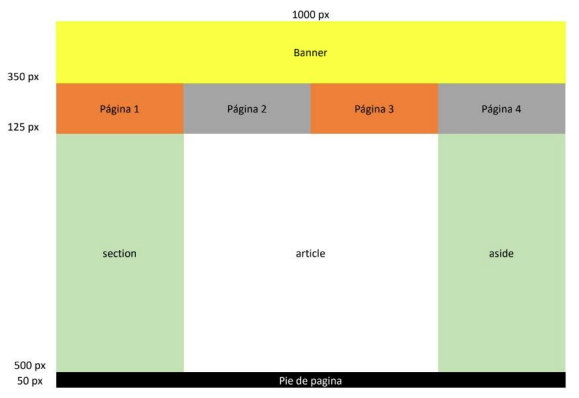 1000 px
Banner
350 px
Página 1
Página 2
Página 3
Página 4
125 px
section
article
aside
500 px
50 px
Pie de pagina